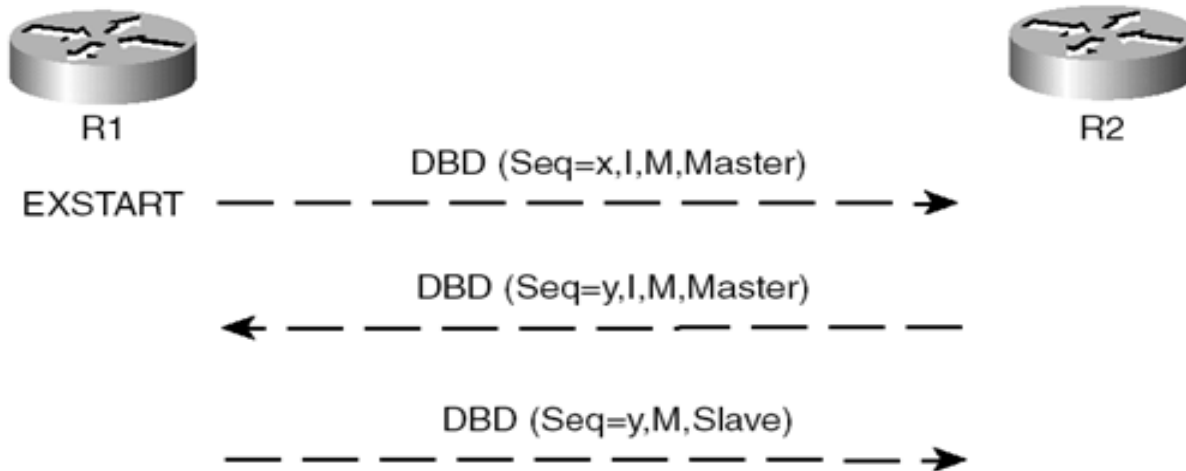 R1
R2
DBD (Seq=x,I,M,Master)
EXSTART
DBD (Seq=y,I,M,Master)
DBD (Seq=y,M,Slave)